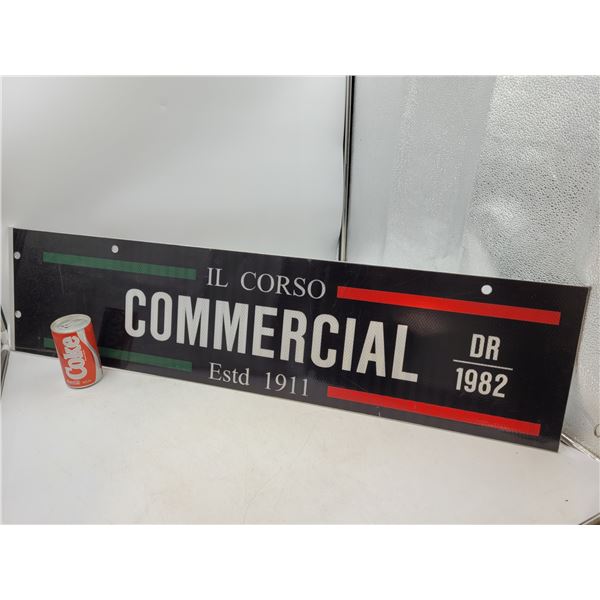 IL CORSO
COMMERCIAL
DR
1982
Estd 1911
Coke